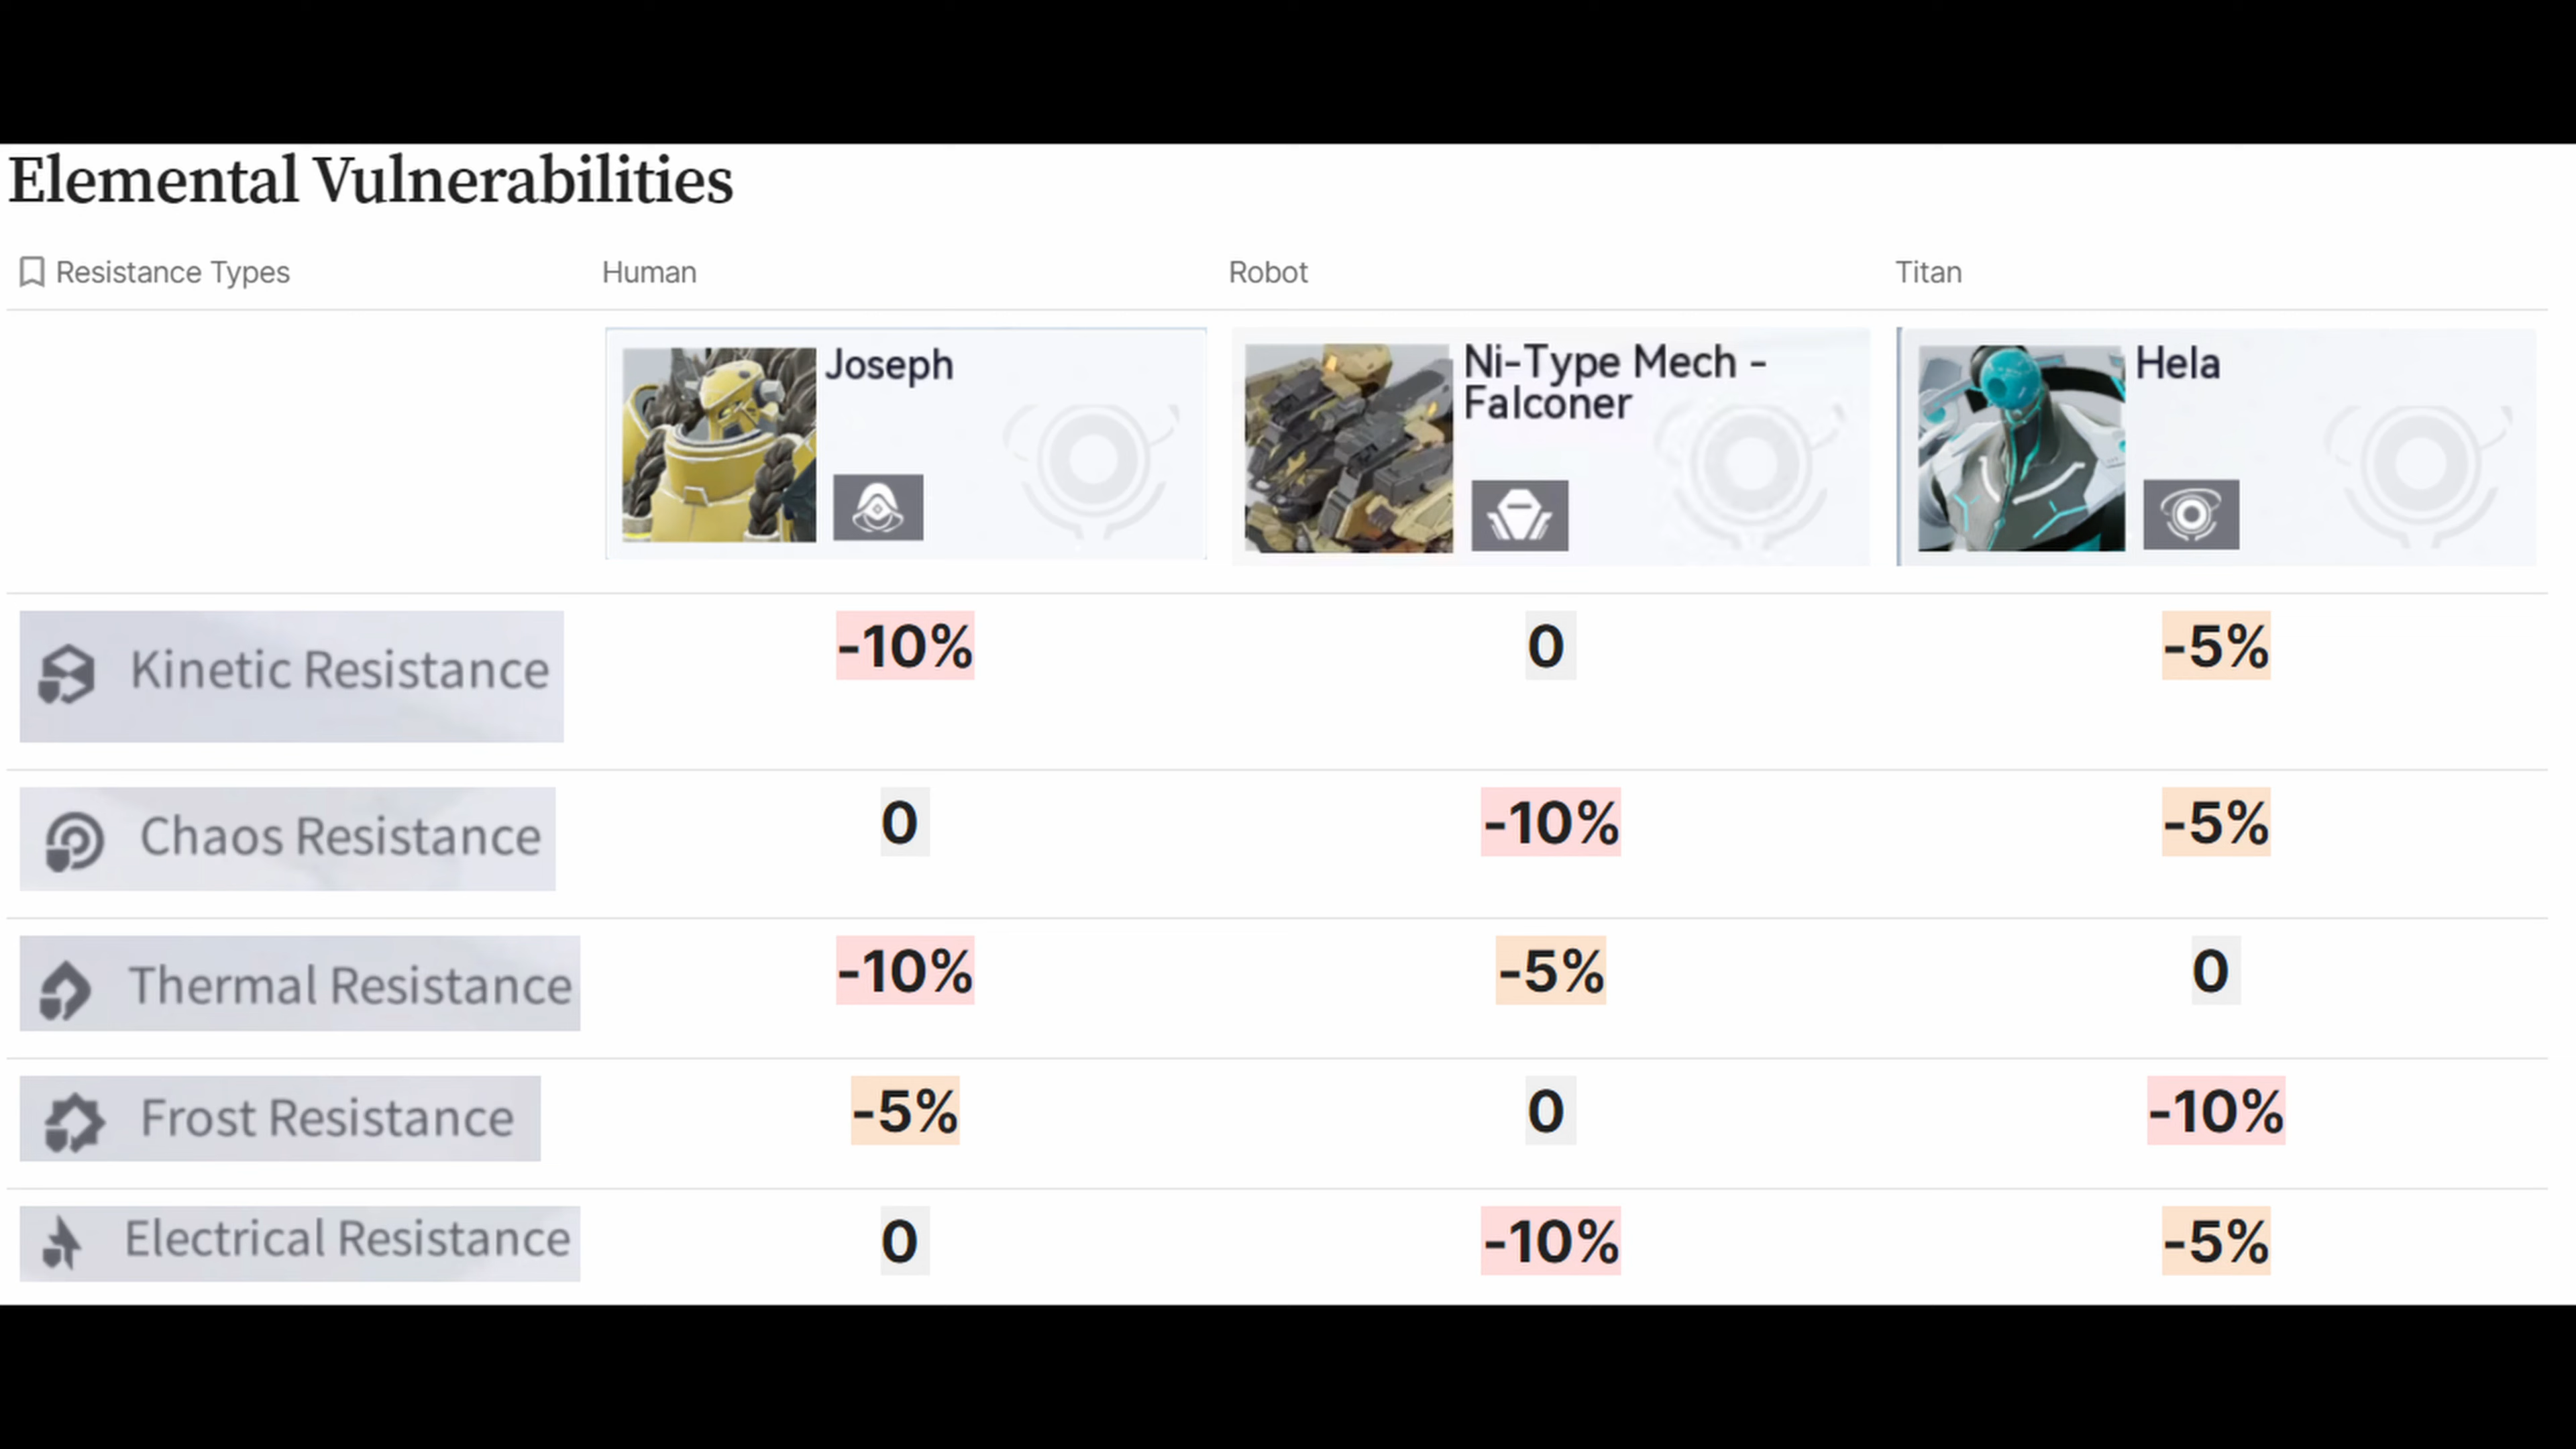 Elemental Vulnerabilities
Resistance Types Human Robot Titan
Joseph
Ni-Type Mech -
Falconer
Hela
Kinetic Resistance -10% 0 -5%
Chaos Resistance 0 -10% -5%
Thermal Resistance -10% -5% 0
Frost Resistance -5% 0 -10%
Electrical Resistance 0 -10% -5%